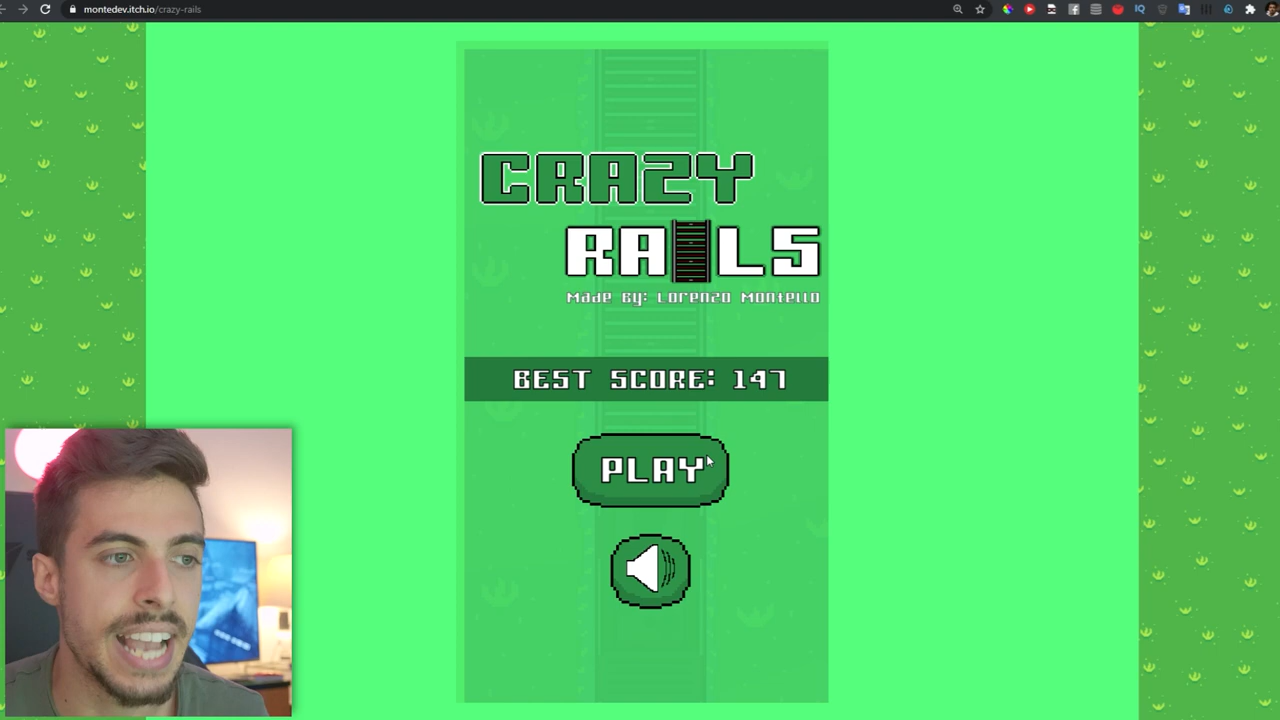 montedev.itch.io/crazy-rails
CRAZY
RAILS
Made By: Lorenzo Montello
BEST SCORE: 147
PLAY